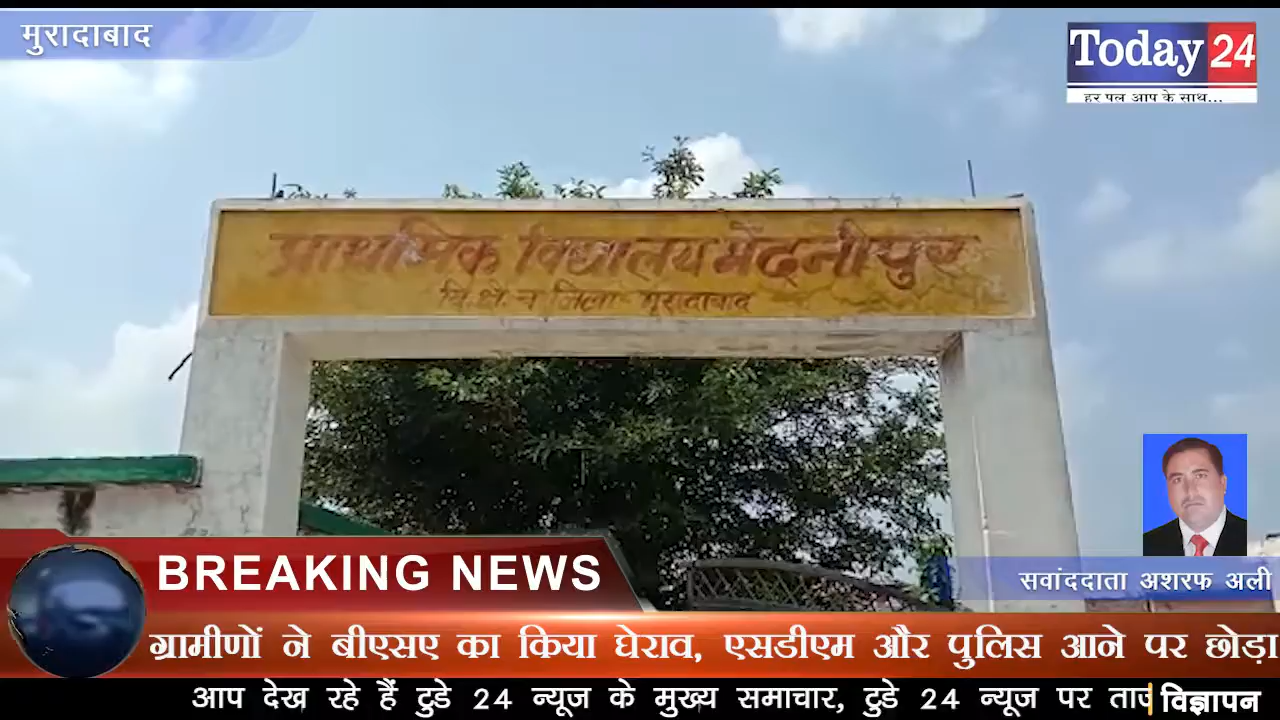 मुरादाबाद
Today 24
हर पल आप के साथ...
प्राथमिक विद्यालय मेंदनीपुर
वि.क्षे. न जिला- मुरादाबाद
सवांददाता अशरफ अली
BREAKING NEWS
ग्रामीणों ने बीएसए का किया घेराव, एसडीएम और पुलिस आने पर छोड़ा
आप देख रहे हैं टुडे 24 न्यूज के मुख्य समाचार, टुडे 24 न्यूज पर विज्ञापन